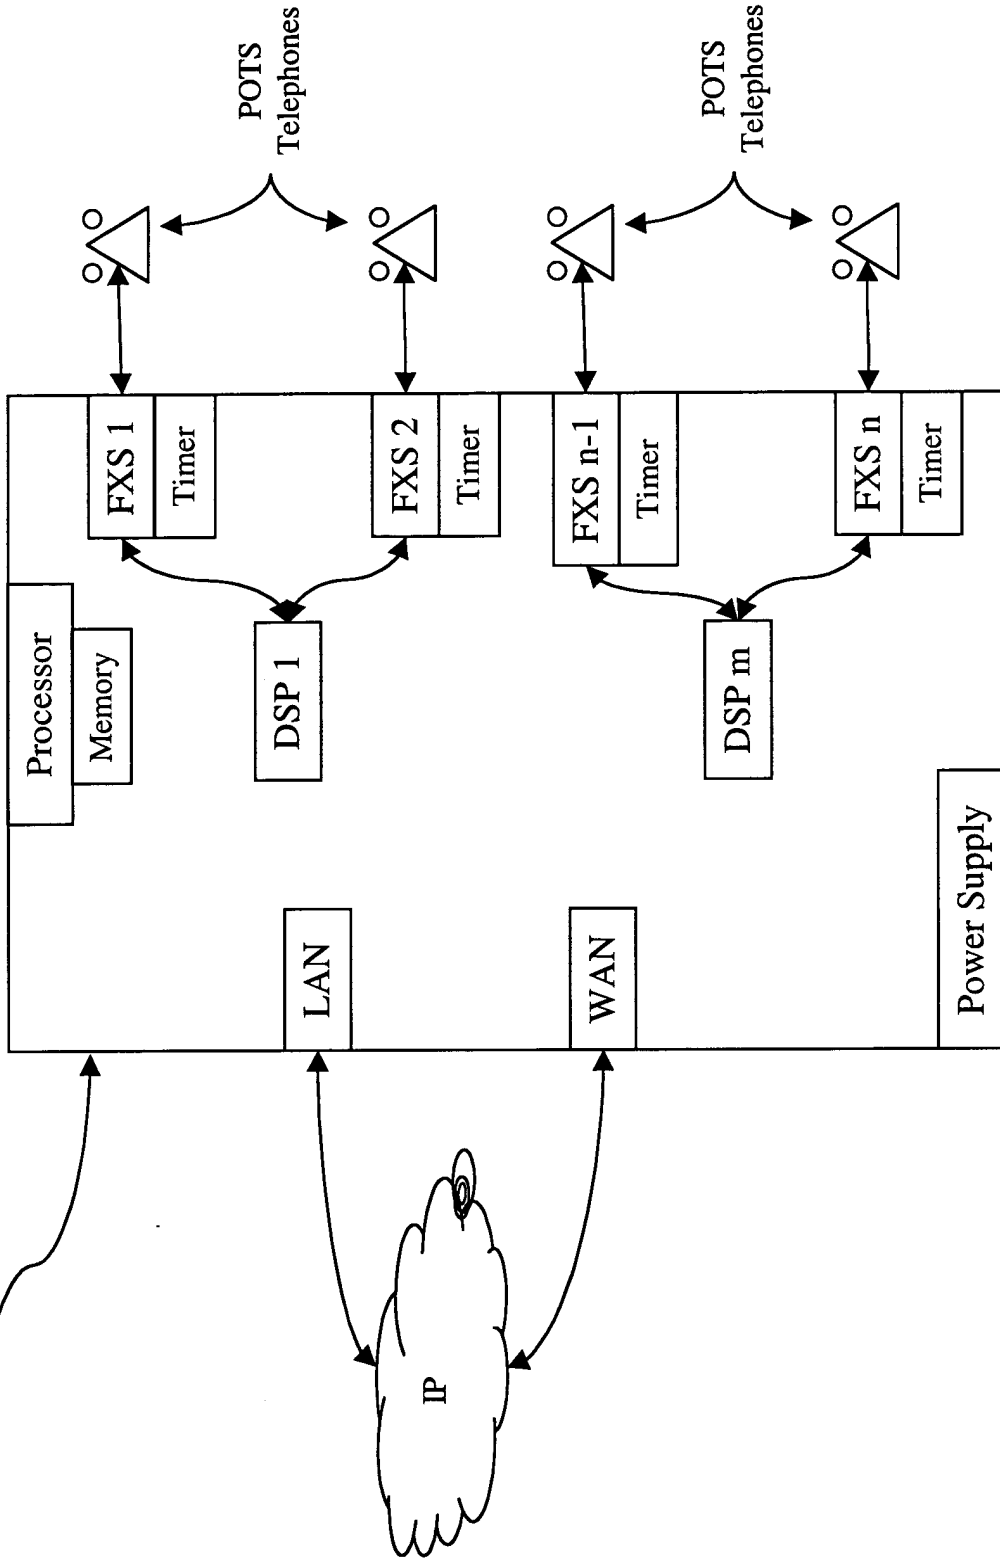 Processor
Memory
FXS 1
Timer
POTS
Telephones
DSP 1
LAN
FXS 2
Timer
IP
WAN
FXS n-1
Timer
POTS
Telephones
DSP m
FXS n
Timer
Power Supply